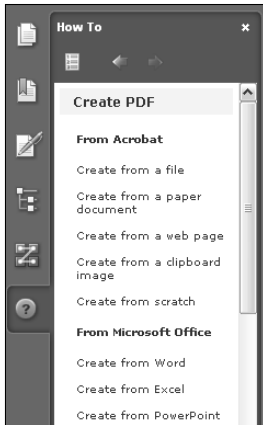 How To
Create PDF
From Acrobat
Create from a file
Create from a paper
document
Create from a web page
Create from a clipboard
image
Create from scratch
From Microsoft Office
Create from Word
Create from Excel
Create from PowerPoint